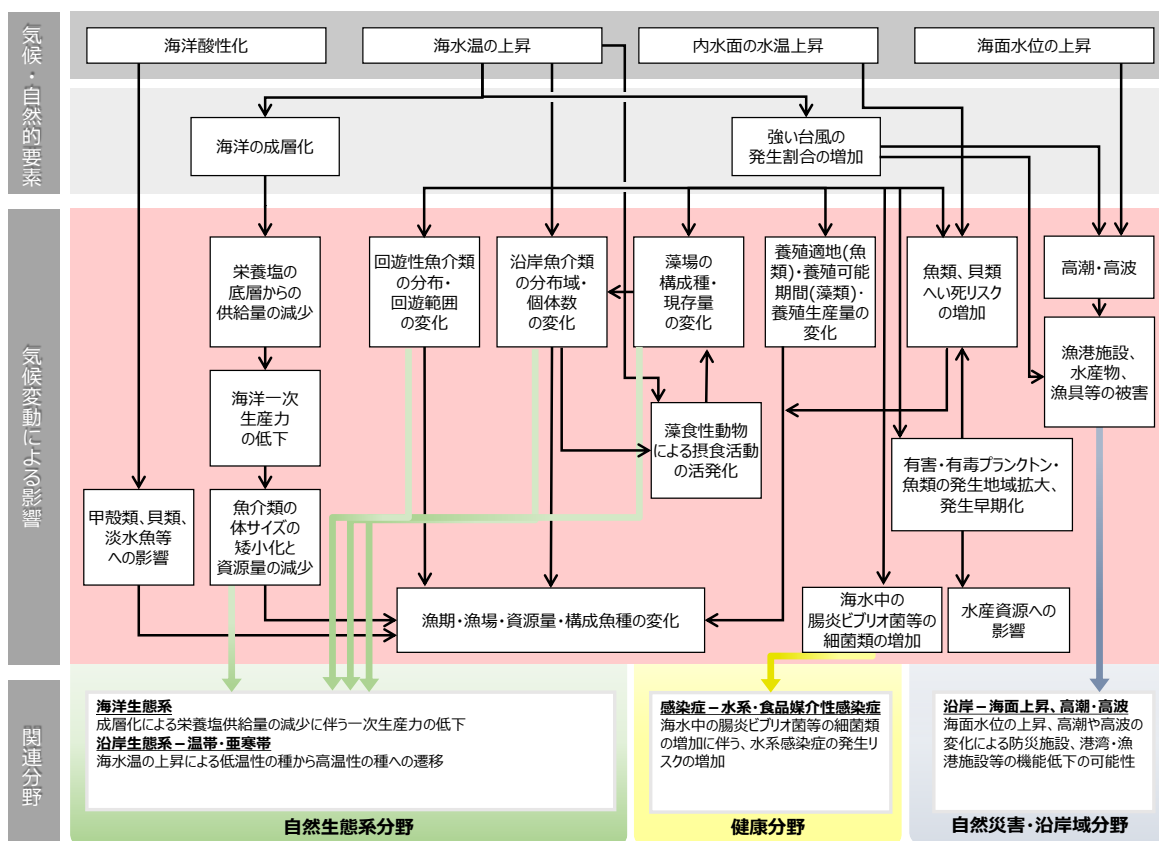 気候・自然的要素
海洋酸性化
海水温の上昇
内水面の水温上昇
海面水位の上昇
海洋の成層化
強い台風の
発生割合の増加
気候変動による影響
栄養塩の
底層からの
供給量の減少
回遊性魚介類
の分布・
回遊範囲
の変化
沿岸魚介類
の分布域・
個体数
の変化
藻場の
構成種・
現存量
の変化
養殖適地(魚
類)・養殖可能
期間(藻類)・
養殖生産量の
変化
魚類、貝類
へい死リスク
の増加
高潮・高波
海洋一次
生産力
の低下
漁港施設、
水産物、
漁具等の被害
藻食性動物
による摂食活動
の活発化
有害・有毒プランクトン・
魚類の発生地域拡大、
発生早期化
甲殻類、貝類、
淡水魚等
への影響
魚介類の
体サイズの
矮小化と
資源量の減少
漁期・漁場・資源量・構成魚種の変化
海水中の
腸炎ビブリオ菌等の
細菌類の増加
水産資源への
影響
関連分野
海洋生態系
成層化による栄養塩供給量の減少に伴う一次生産力の低下
沿岸生態系－温帯・亜寒帯
海水温の上昇による低温性の種から高温性の種への遷移
自然生態系分野
感染症－水系・食品媒介性感染症
海水中の腸炎ビブリオ菌等の細菌類
の増加に伴う、水系感染症の発生リ
スクの増加
健康分野
沿岸－海面上昇、高潮・高波
海面水位の上昇、高潮や高波の
変化による防災施設、港湾・漁
港施設等の機能低下の可能性
自然災害・沿岸域分野